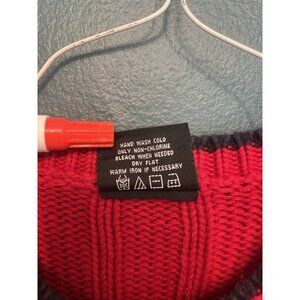 HAND WASH COLD
ONLY NON-CHLORINE
BLEACH WHEN NEEDED
DRY FLAT
WARM IRON IF NECESSARY